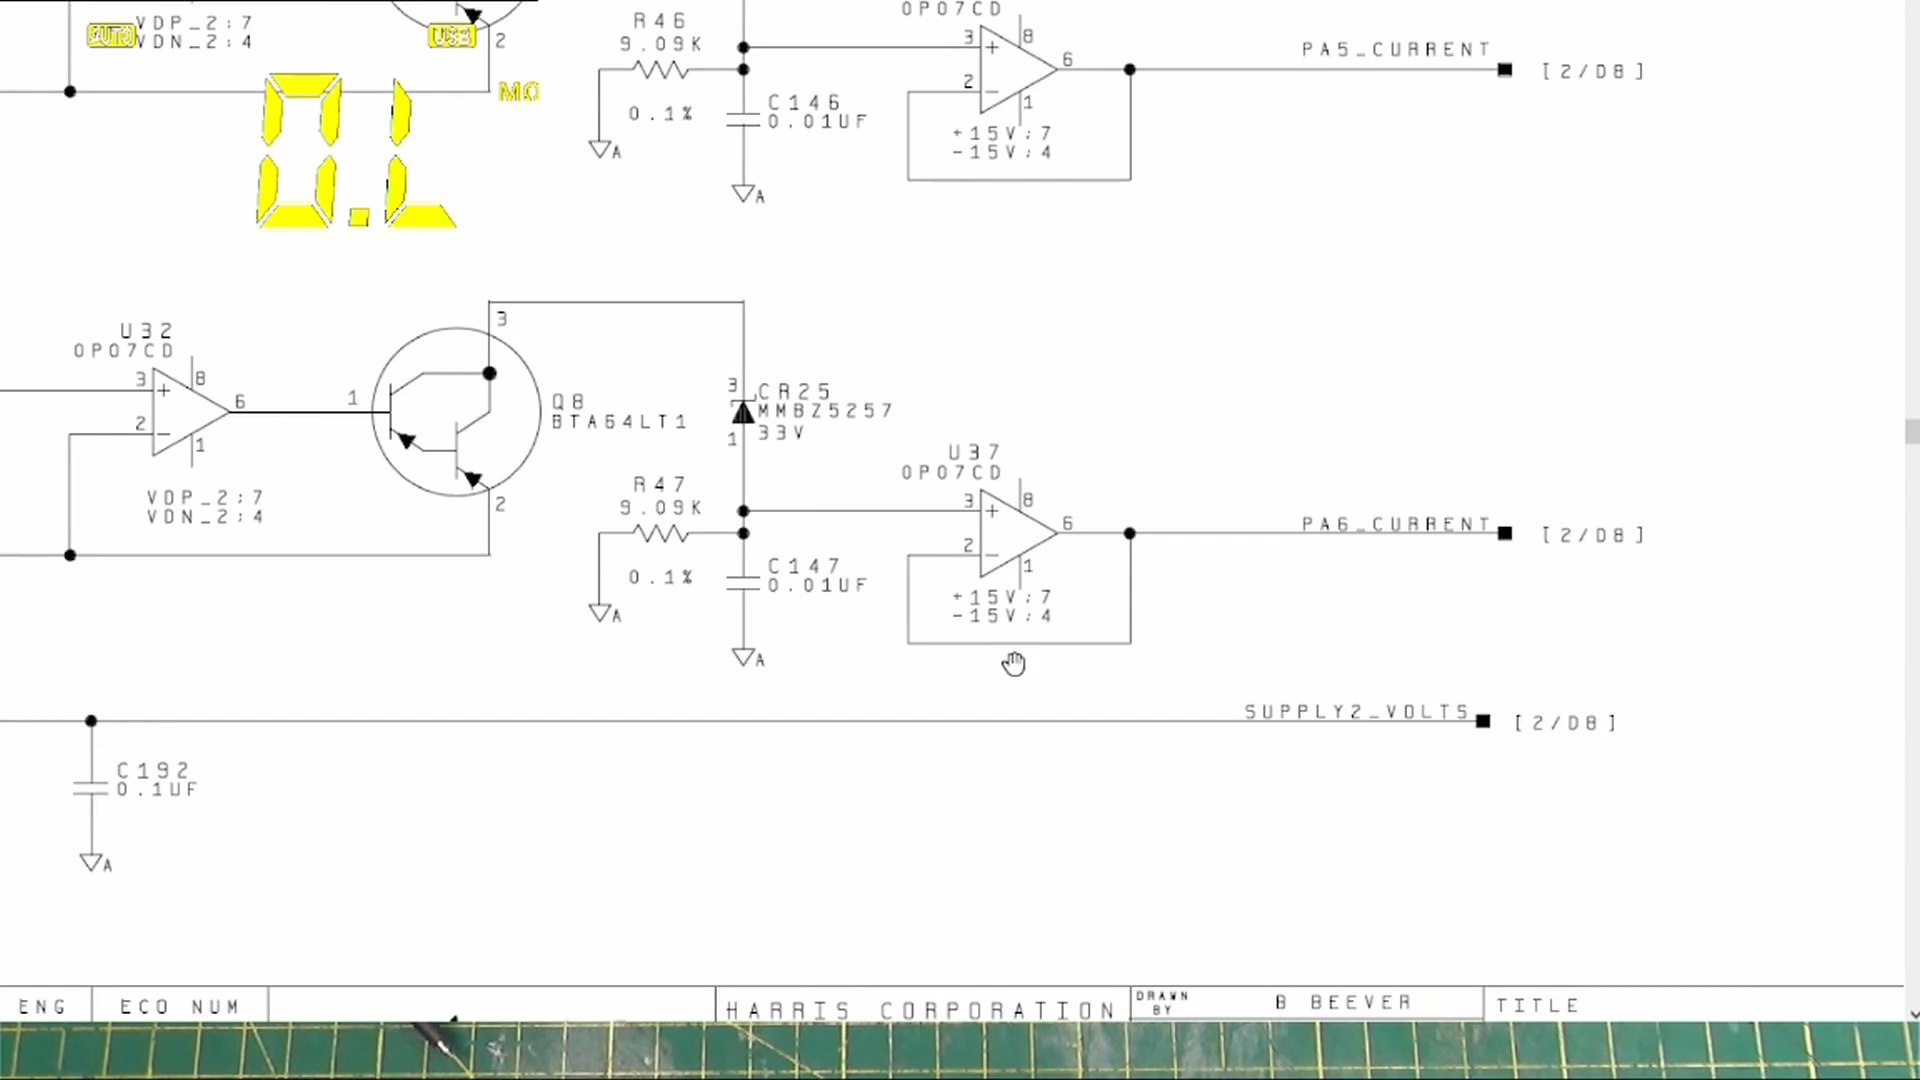 AUTO
VDP_2:7
VDN_2:4
USB
2
0.L
R46
9.09K
0.1%
C146
0.01UF
A
A
OP07CD
3
8
2
6
1
+15V:7
-15V:4
PA5_CURRENT
[2/D8]
U32
OP07CD
3
8
2
6
1
VDP_2:7
VDN_2:4
1
3
2
Q8
BTA64LT1
3
CR25
MMBZ5257
1
33V
R47
9.09K
0.1%
C147
0.01UF
A
A
U37
OP07CD
3
8
2
6
1
+15V:7
-15V:4
PA6_CURRENT
[2/D8]
SUPPLY2_VOLTS
[2/D8]
C192
0.1UF
A
ENG
ECO NUM
HARRIS CORPORATION
DRAWN
BY
B BEEVER
TITLE